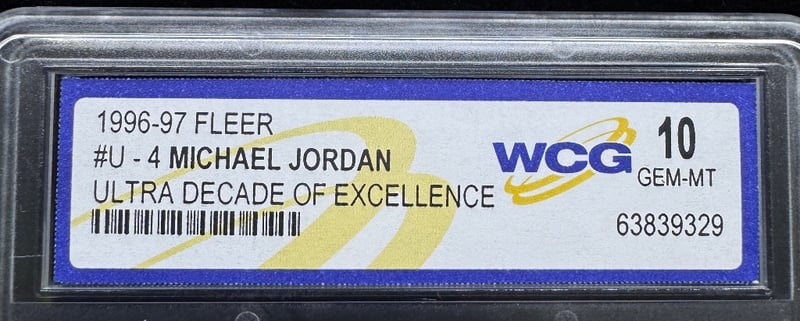 1996-97 FLEER
#U - 4 MICHAEL JORDAN
ULTRA DECADE OF EXCELLENCE
WCG
10
GEM-MT
63839329